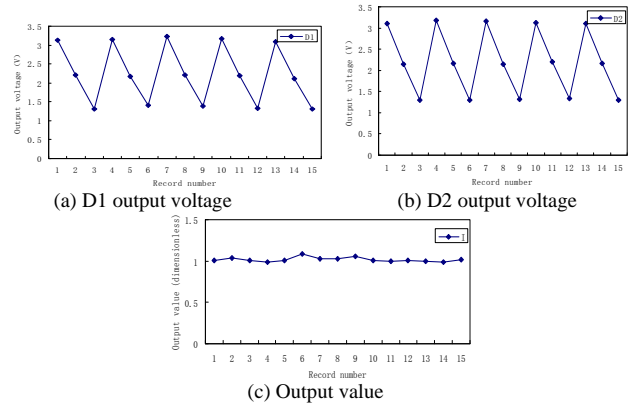 3.5
3
2.5
2
1.5
1
0.5
0
Output voltage (V)
D1
1 2 3 4 5 6 7 8 9 10 11 12 13 14 15
Record number
(a) D1 output voltage
3.5
3
2.5
2
1.5
1
0.5
0
Output voltage (V)
D2
1 2 3 4 5 6 7 8 9 10 11 12 13 14 15
Record number
(b) D2 output voltage
1.5
1
0.5
0
Output value (dimensionless)
I
1 2 3 4 5 6 7 8 9 10 11 12 13 14 15
Record number
(c) Output value